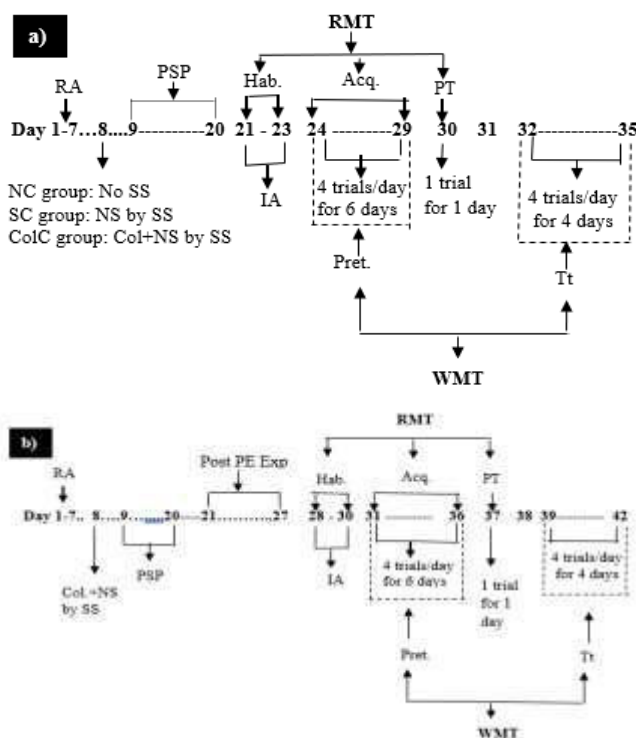 a)
RMT
RA
PSP
Hab.
Acq.
PT
Day 1-7...8....9-------------20 21 - 23 24------------29 30 31 32--------------35
NC group: No SS
SC group: NS by SS
ColC group: Col+NS by SS
IA
4 trials/day
for 6 days
1 trial
for 1 day
4 trials/day
for 4 days
Pret.
Tt
WMT
b)
RMT
RA
Post PE Exp
Hab.
Acq.
PT
Day 1-7.. 8....9...........20......21................27 28 - 30 31 ------------ 36 37 38 39------------42
Col.+NS
by SS
PSP
IA
4 trials/day
for 6 days
1 trial
for 1
day
4 trials/day
for 4 days
Pret.
Tt
WMT